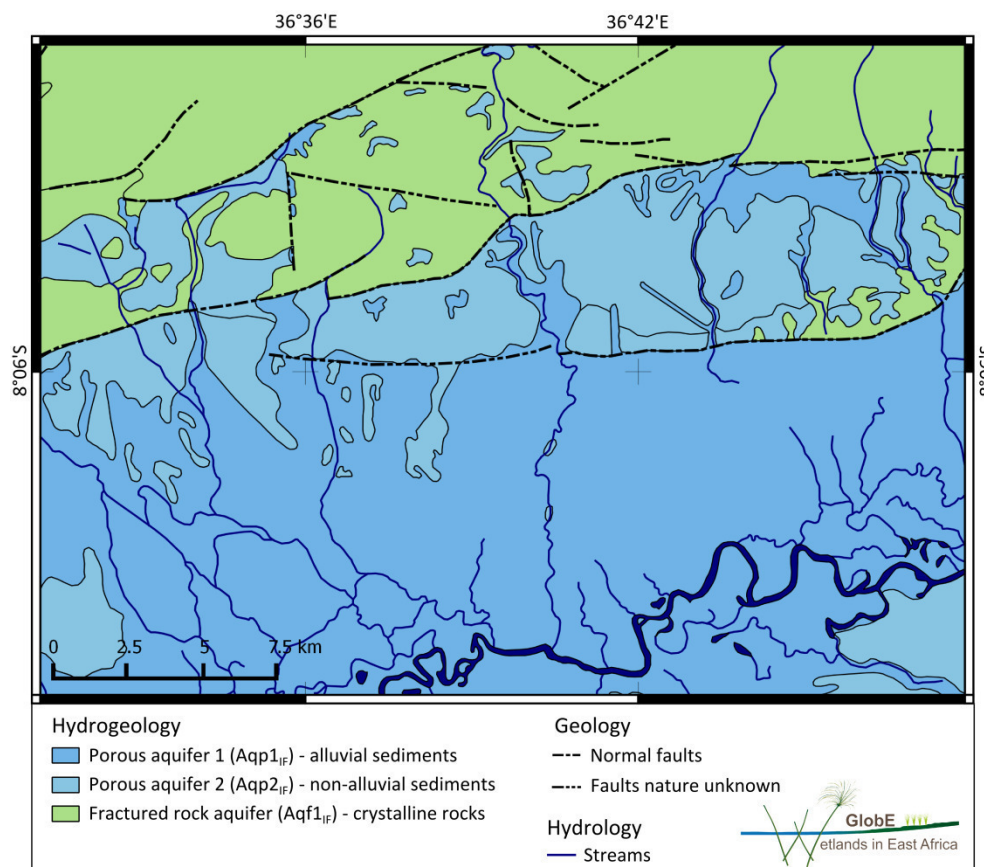 36°36'E 36°42'E
8°06'S 8°06'S
0 2.5 5 7.5 km
Hydrogeology
Porous aquifer 1 (Aqp1IF) - alluvial sediments
Porous aquifer 2 (Aqp2IF) - non-alluvial sediments
Fractured rock aquifer (Aqf1IF) - crystalline rocks
Geology
Normal faults
Faults nature unknown
Hydrology
Streams
GlobE
Wetlands in East Africa